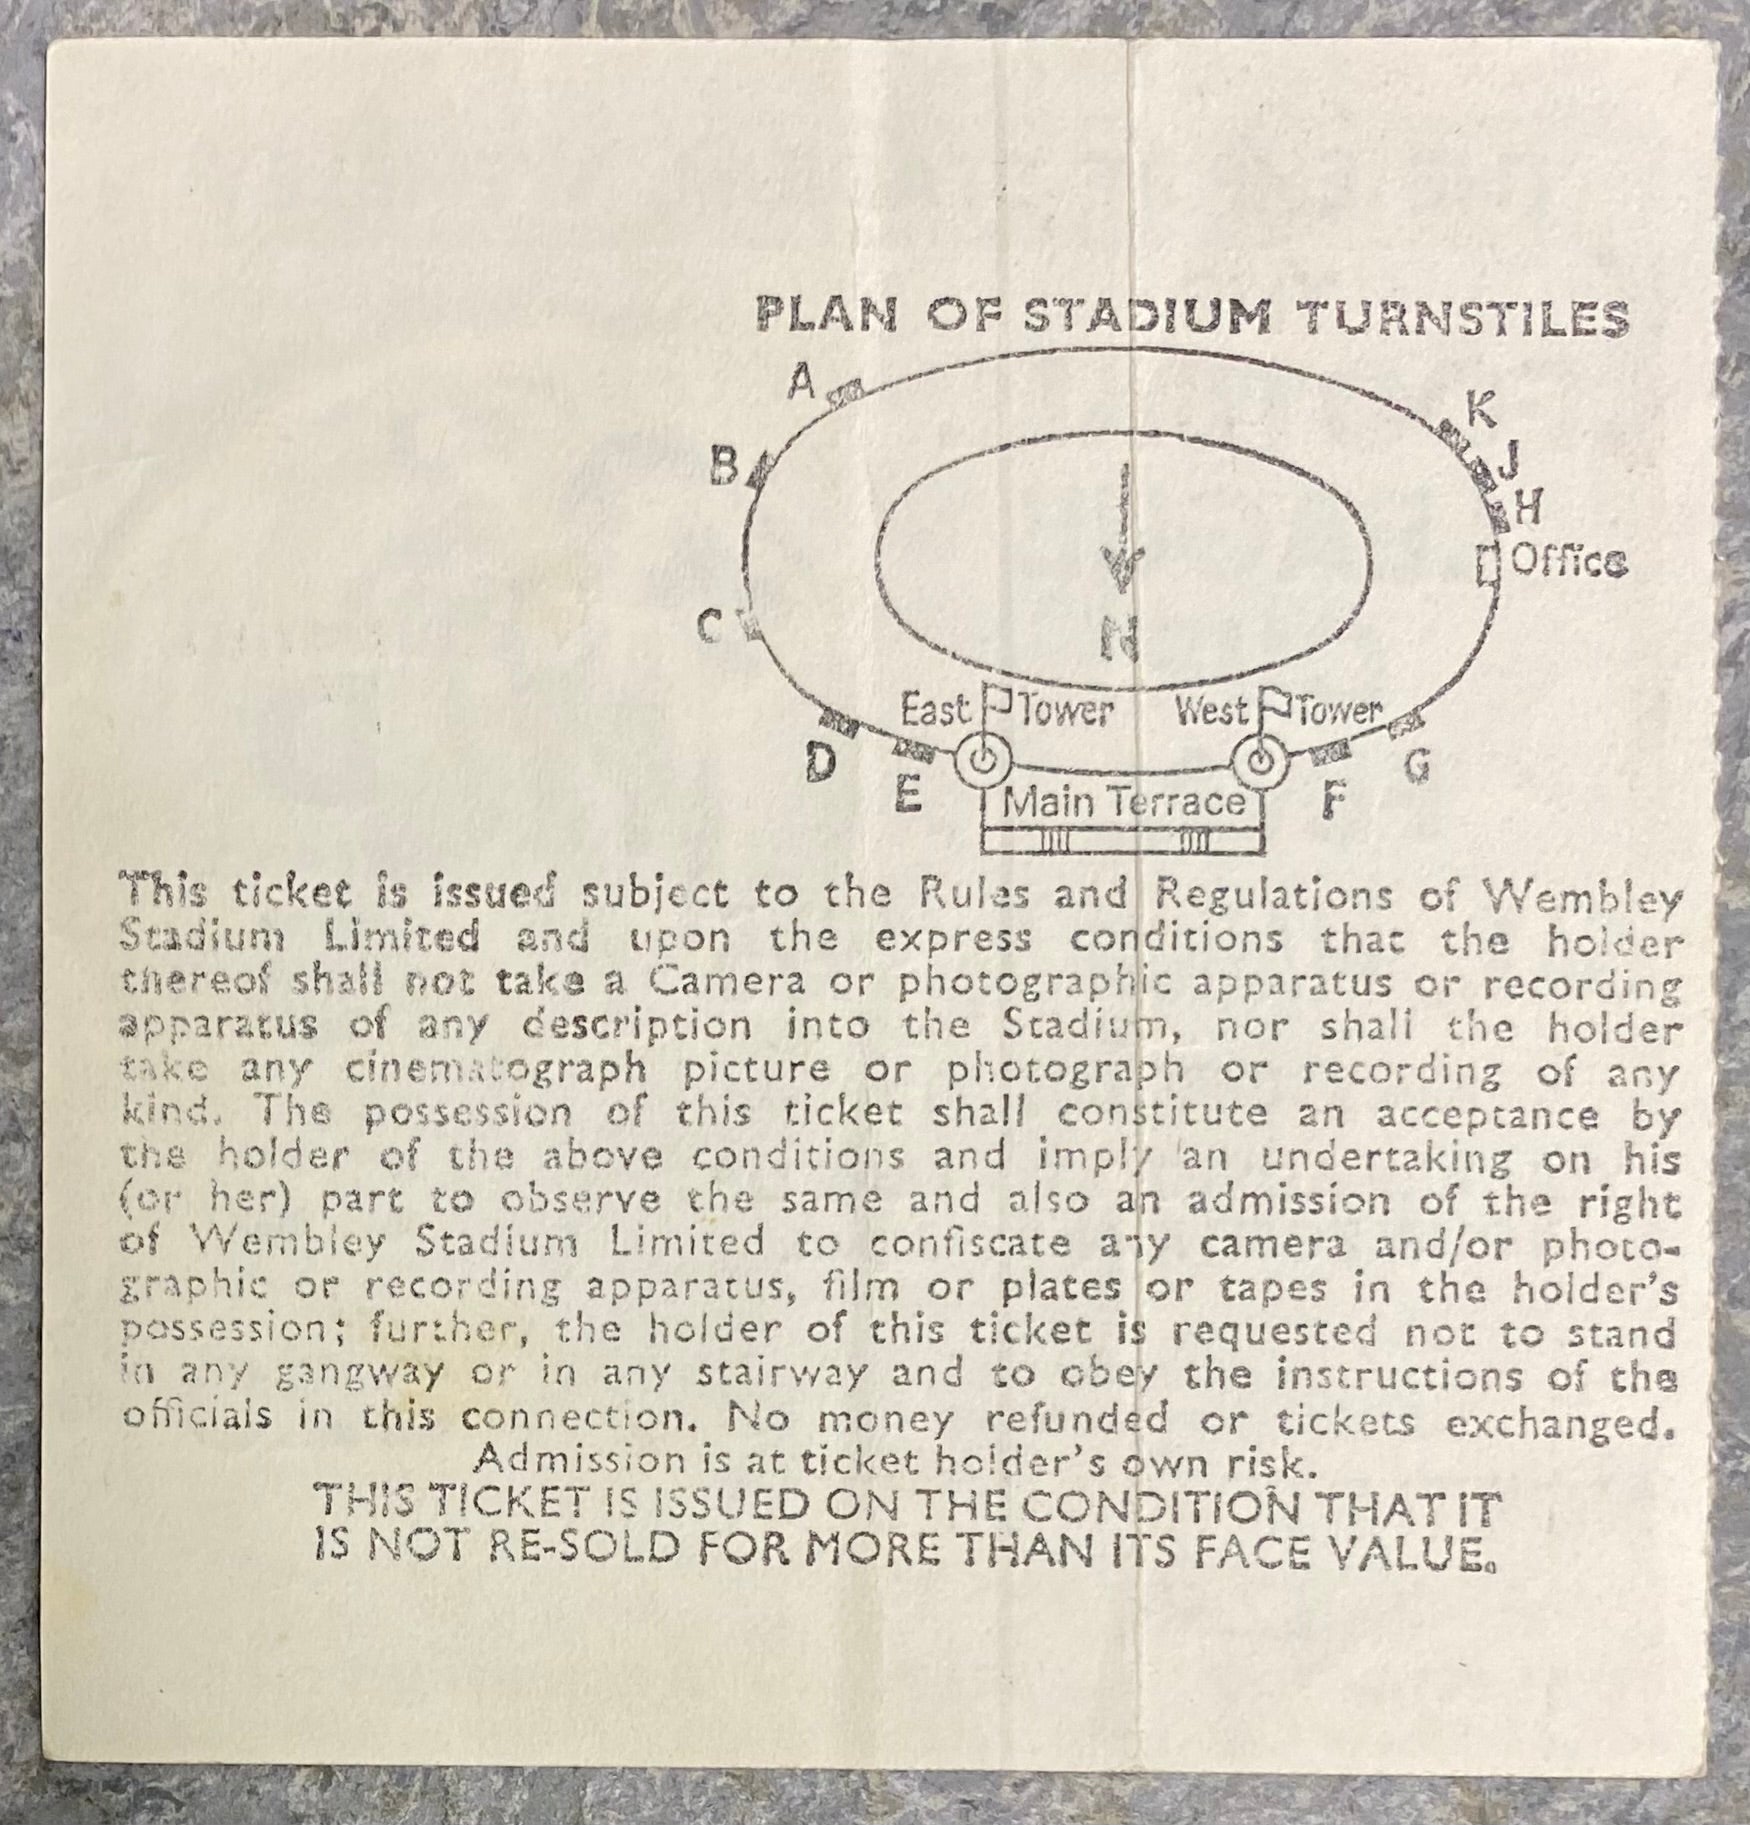 PLAN OF STADIUM TURNSTILES
A
K
B
J
H
Office
C
N
East Tower
West Tower
D
G
E
F
Main Terrace
This ticket is issued subject to the Rules and Regulations of Wembley
Stadium Limited and upon the express conditions that the holder
thereof shall not take a Camera or photographic apparatus or recording
apparatus of any description into the Stadium, nor shall the holder
take any cinematograph picture or photograph or recording of any
kind. The possession of this ticket shall constitute an acceptance by
the holder of the above conditions and imply an undertaking on his
(or her) part to observe the same and also an admission of the right
of Wembley Stadium Limited to confiscate any camera and/or photo-
graphic or recording apparatus, film or plates or tapes in the holder's
possession; further, the holder of this ticket is requested not to stand
in any gangway or in any stairway and to obey the instructions of the
officials in this connection. No money refunded or tickets exchanged.
Admission is at ticket holder's own risk.
THIS TICKET IS ISSUED ON THE CONDITION THAT IT
IS NOT RE-SOLD FOR MORE THAN ITS FACE VALUE.